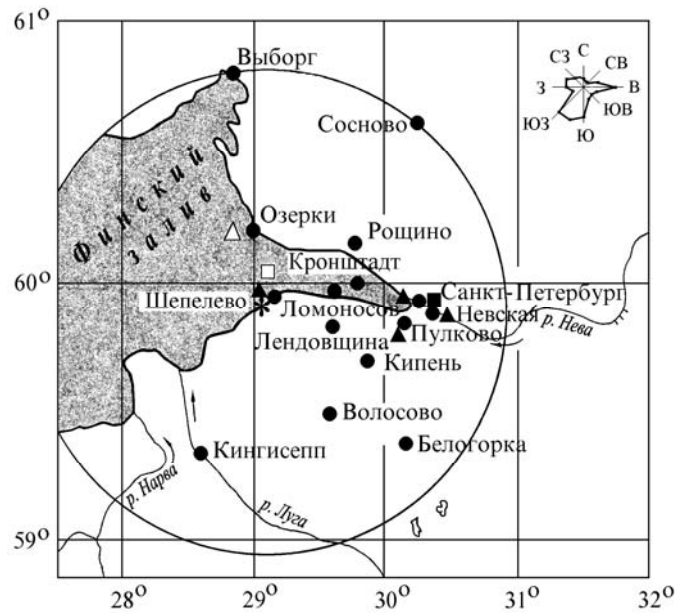 61°
Выборг
С
СЗ
СВ
З
В
ЮЗ
ЮВ
Ю
Сосново
Финский
залив
Озерки
Рощино
60°
Кронштадт
Санкт-Петербург
Шепелево
Ломоносов
Невская
р. Нева
Лендовщина
Пулково
Кипень
Волосово
Белогорка
Кингисепп
р. Нарва
р. Луга
59°
28°
29°
30°
31°
32°